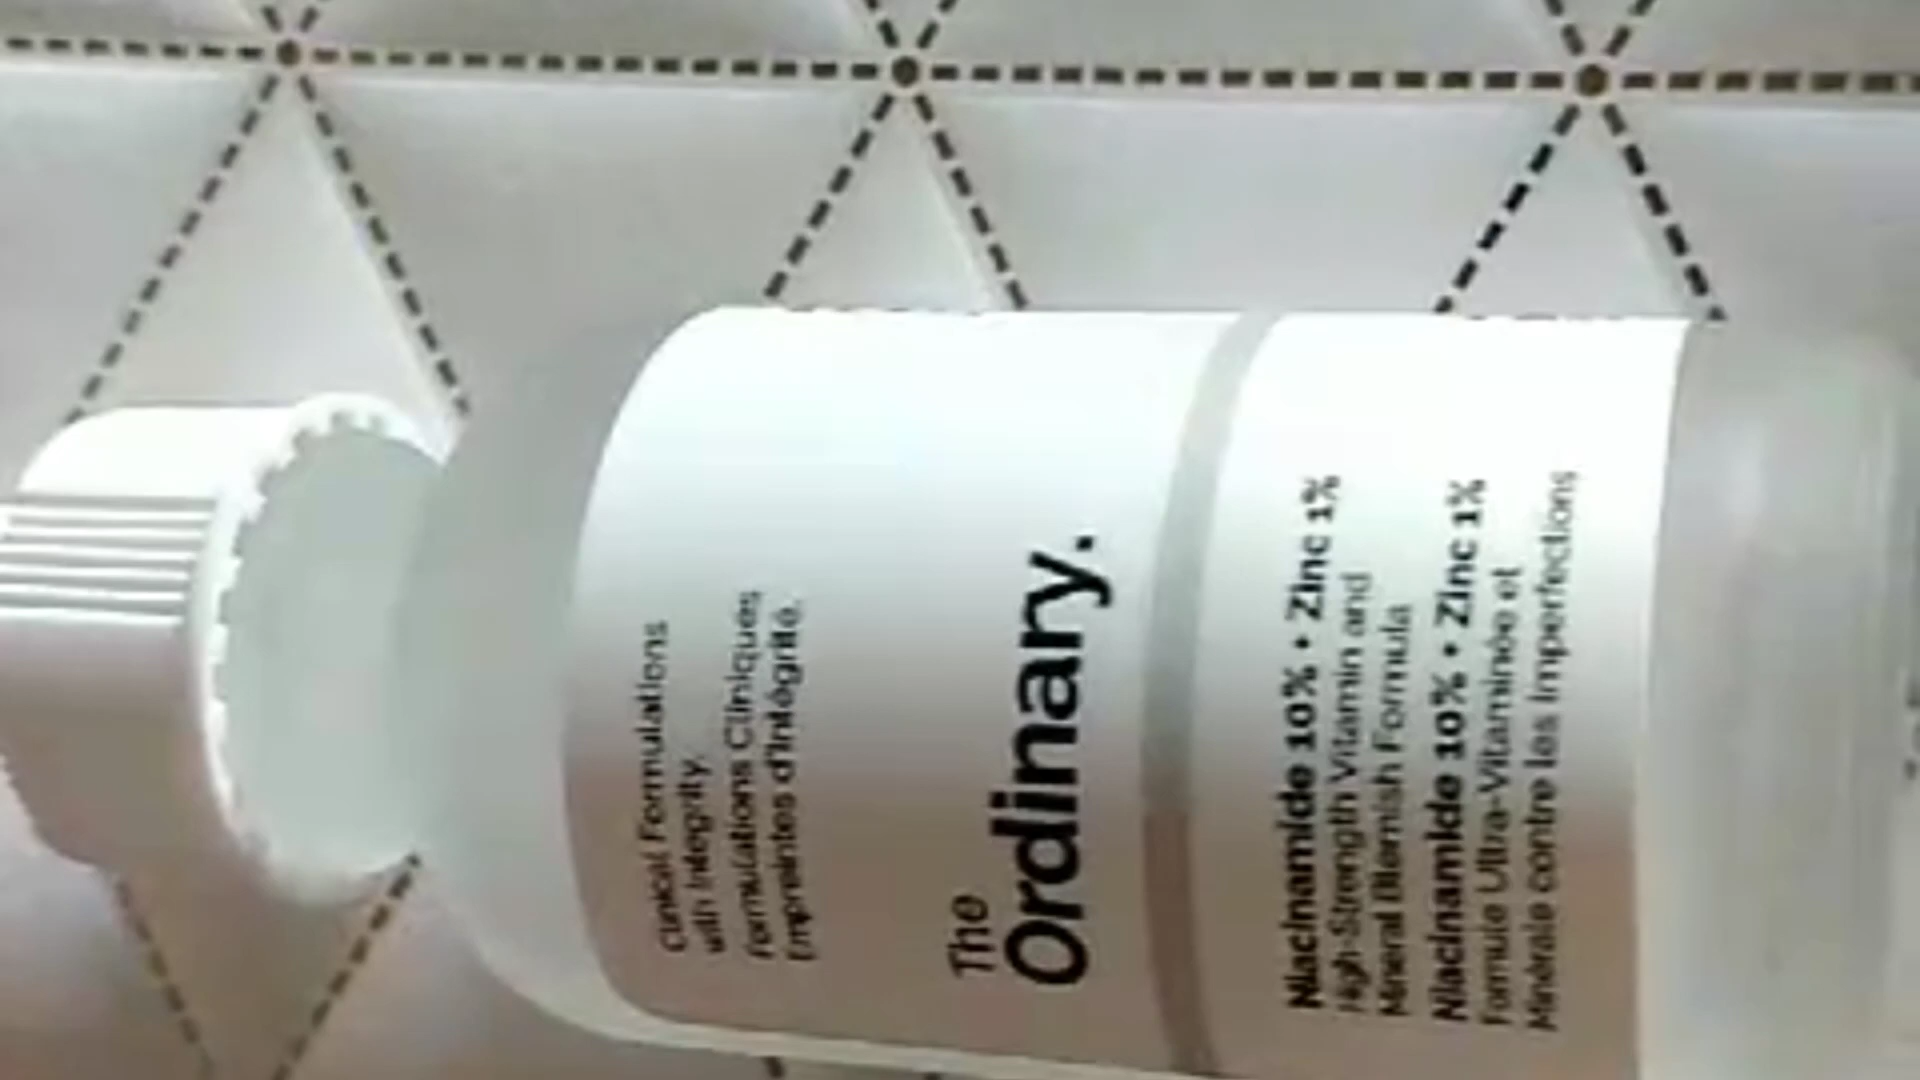 Clinical Formulations
with Integrity.
Formulations Cliniques
Empreintes d'Intégrité.
The
Ordinary.
Niacinamide 10% • Zinc 1%
High-Strength Vitamin and
Mineral Blemish Formula
Niacinamide 10% • Zinc 1%
Formule Ultra-Vitaminée et
Minérale contre les Imperfections